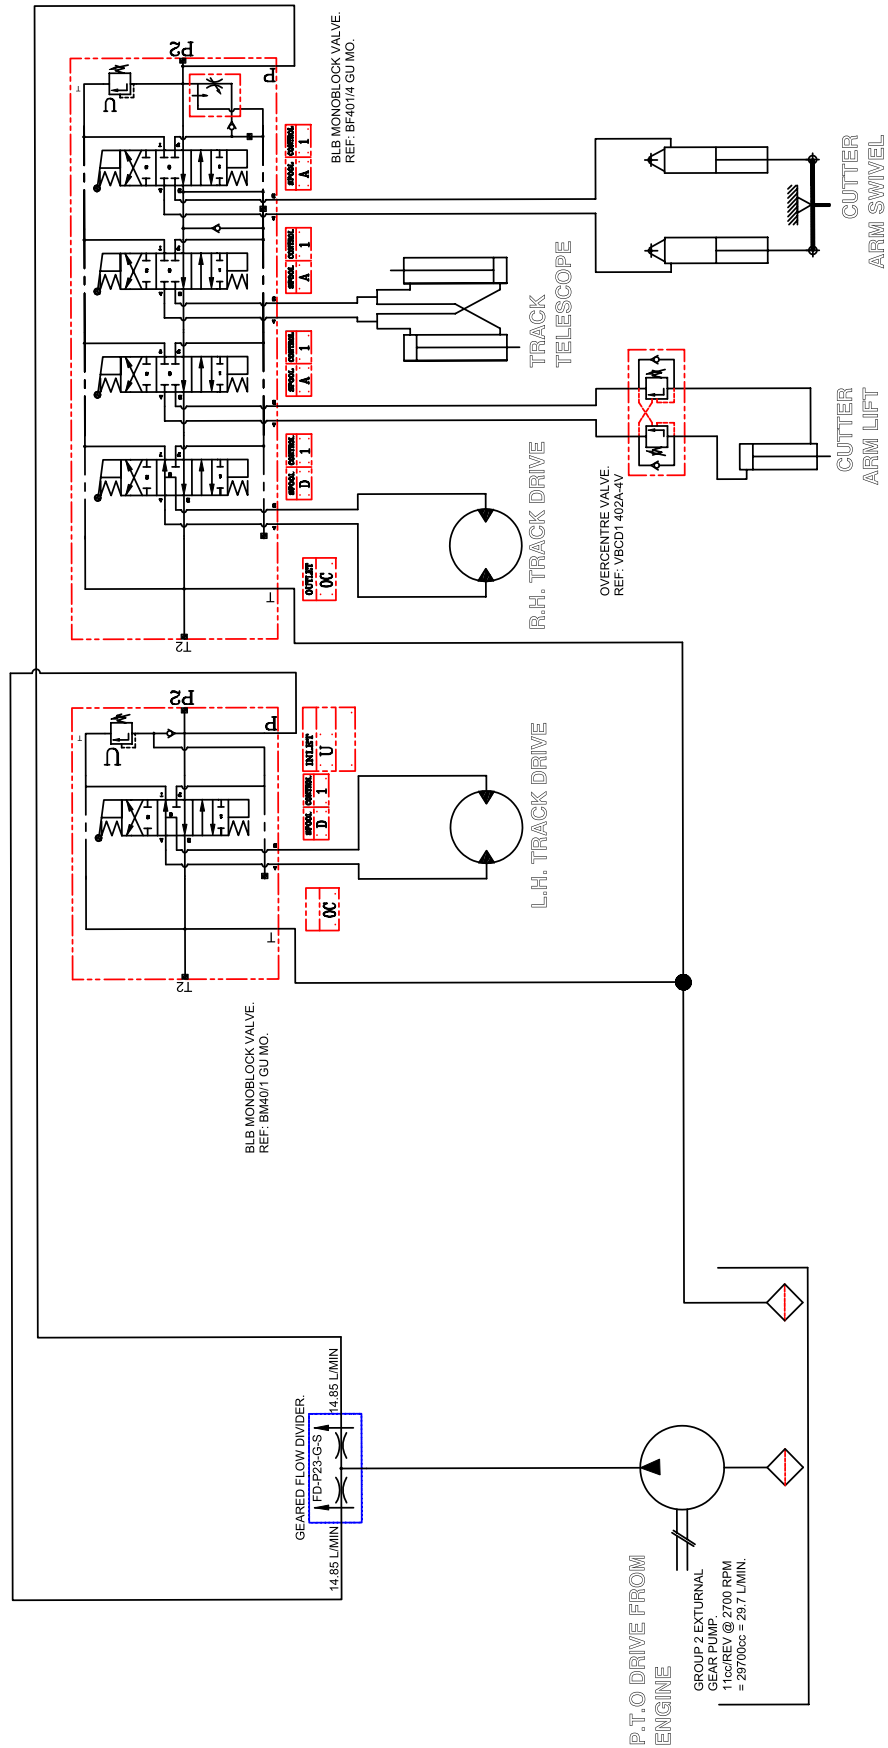 P2
P
T
U
SPOOL CONTROL
A 1
SPOOL CONTROL
A 1
SPOOL CONTROL
A 1
SPOOL CONTROL
D 1
OUTLET
OC
T
T2
BLB MONOBLOCK VALVE.
REF: BF401/4 GU MO.
CUTTER
ARM SWIVEL
TRACK
TELESCOPE
CUTTER
ARM LIFT
OVERCENTRE VALVE.
REF: VBCD1 402A-4V
R.H. TRACK DRIVE
P2
P
T
U
INLET
U
SPOOL CONTROL
D 1
OC
T
T2
L.H. TRACK DRIVE
BLB MONOBLOCK VALVE.
REF: BM40/1 GU MO.
GEARED FLOW DIVIDER.
FD-P23-G-S
14.85 L/MIN
14.85 L/MIN
P.T.O DRIVE FROM
ENGINE
GROUP 2 EXTURNAL
GEAR PUMP.
11cc/REV @ 2700 RPM
= 29700cc = 29.7 L/MIN.